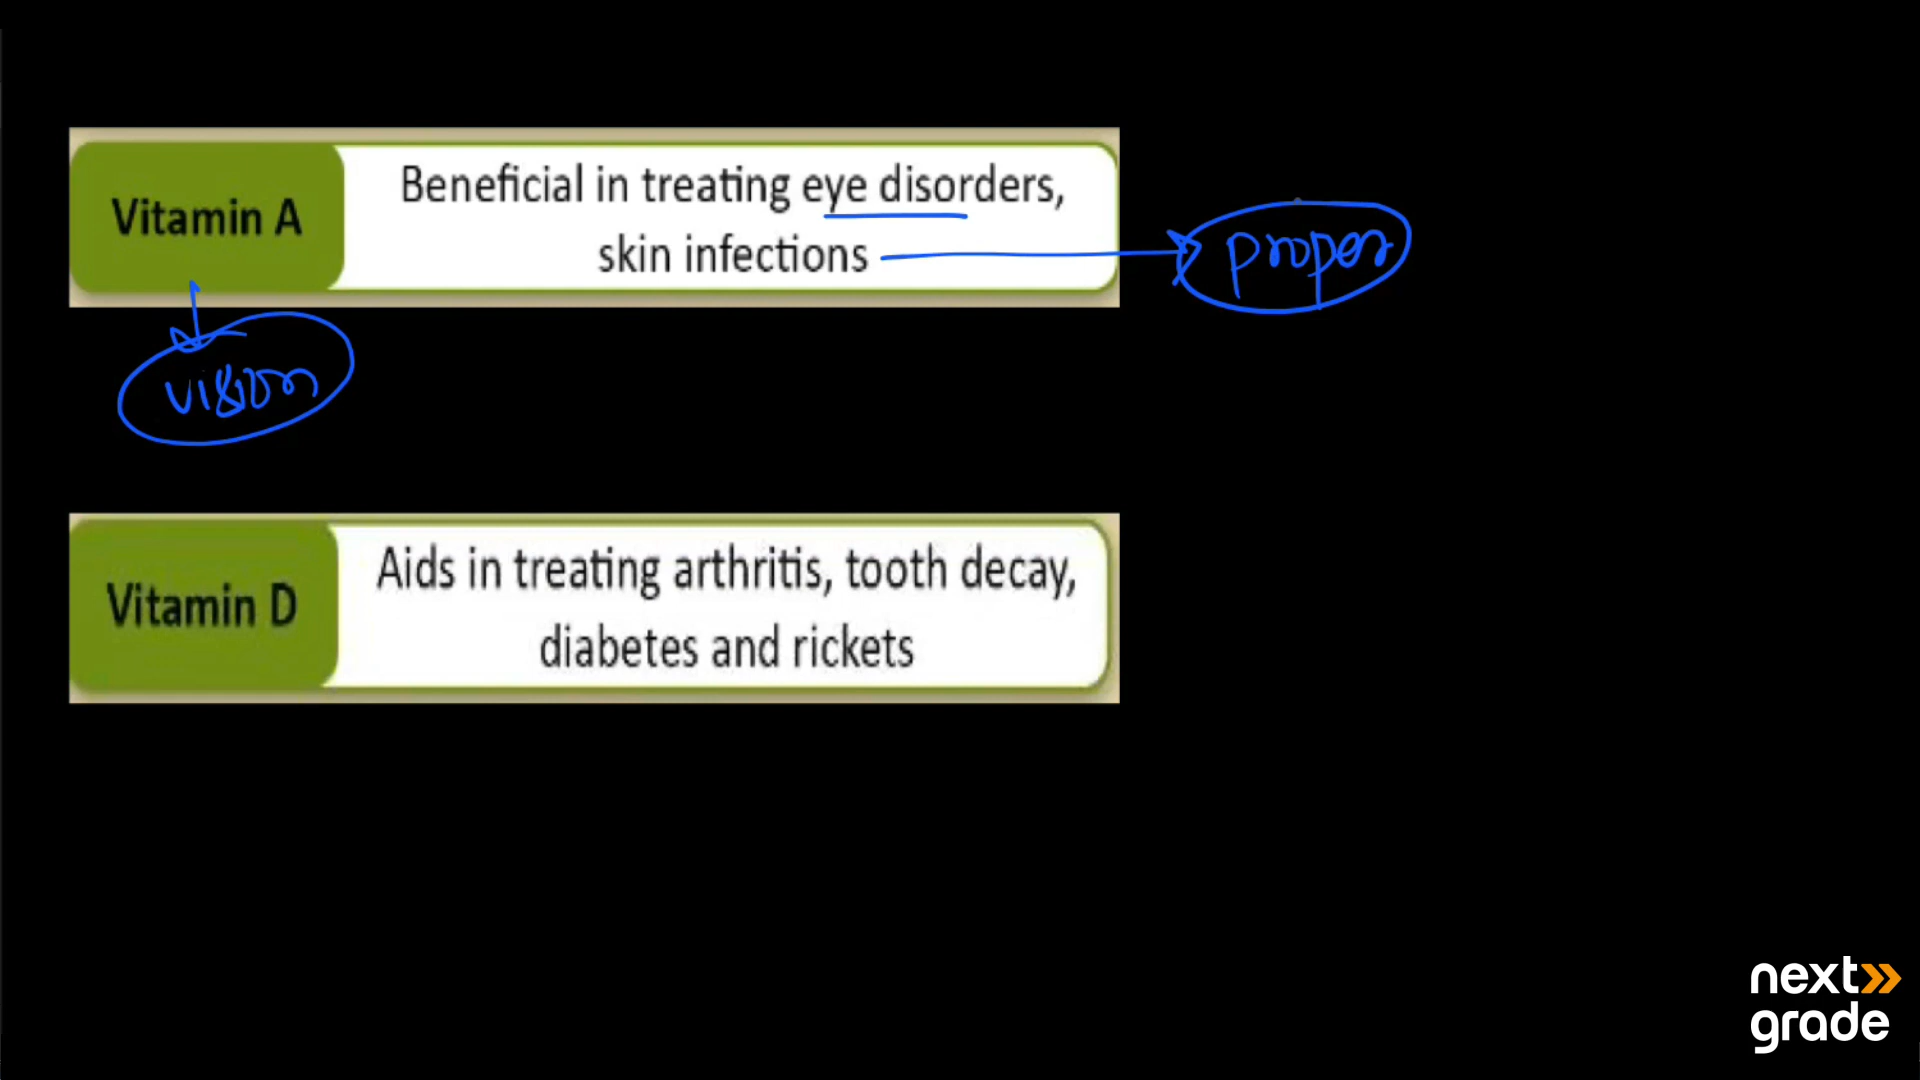 Vitamin A
Beneficial in treating eye disorders,
skin infections
proper
vision
Vitamin D
Aids in treating arthritis, tooth decay,
diabetes and rickets
next
grade